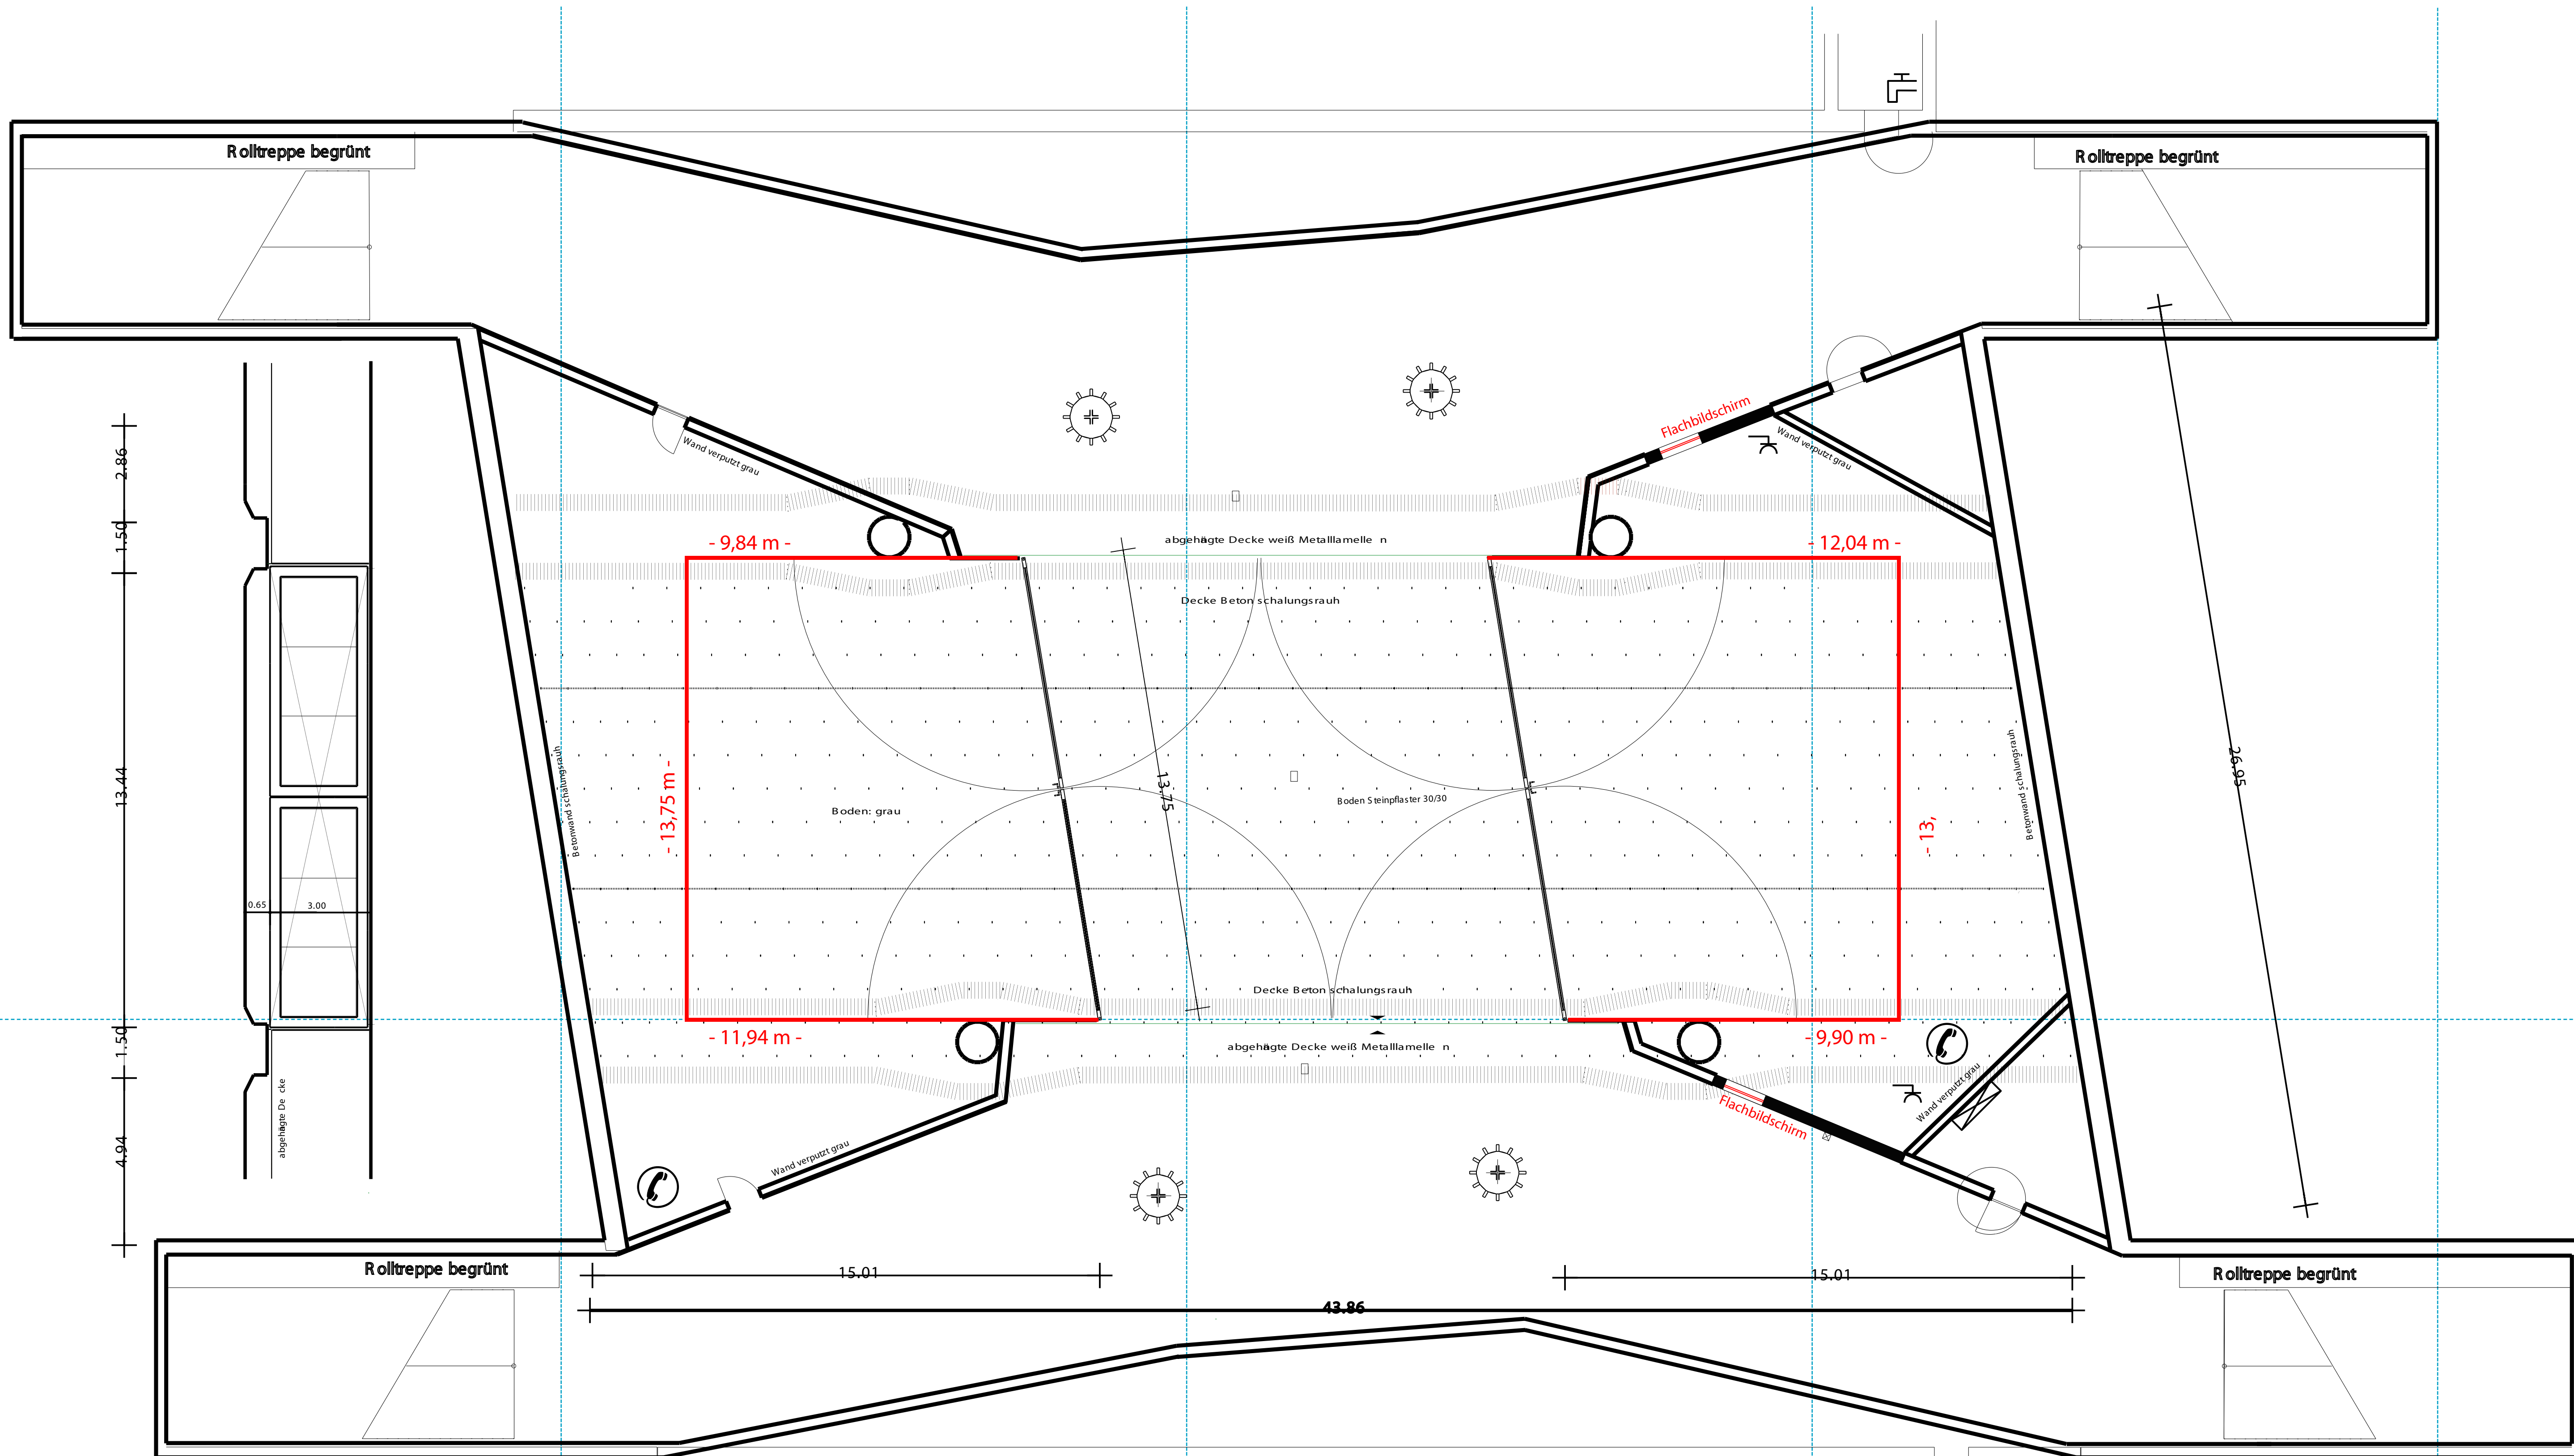 Rolltreppe begrünt
Rolltreppe begrünt
Flachbildschirm
Wand verputzt grau
Wand verputzt grau
2.86
1.50
- 9,84 m -
abgehängte Decke weiß Metalllamelle n
- 12,04 m -
Decke Beton schalungsrauh
26.95
Betonwand schalungsrauh
Betonwand schalungsrauh
13.44
- 13,75 m -
13.75
Boden: grau
Boden Steinpflaster 30/30
- 13,
0.65
3.00
Decke Beton schalungsrauh
1.50
- 11,94 m -
abgehängte Decke weiß Metalllamelle n
- 9,90 m -
4.94
abgehängte De cke
Flachbildschirm
Wand verputzt grau
Wand verputzt grau
Rolltreppe begrünt
15.01
15.01
Rolltreppe begrünt
43.86